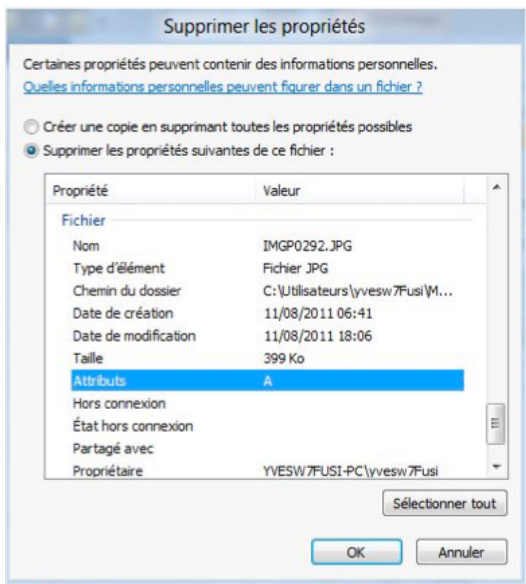 Supprimer les propriétés
Certaines propriétés peuvent contenir des informations personnelles.
Quelles informations personnelles peuvent figurer dans un fichier ?
Créer une copie en supprimant toutes les propriétés possibles
Supprimer les propriétés suivantes de ce fichier :
Propriété Valeur
Fichier
Nom IMGP0292.JPG
Type d'élément Fichier JPG
Chemin du dossier C:\Utilisateurs\yvesw7Fusi\M...
Date de création 11/08/2011 06:41
Date de modification 11/08/2011 18:06
Taille 399 Ko
Attributs A
Hors connexion
État hors connexion
Partagé avec
Propriétaire YVESW7FUSI-PC\yvesw7Fusi
Sélectionner tout
OK Annuler